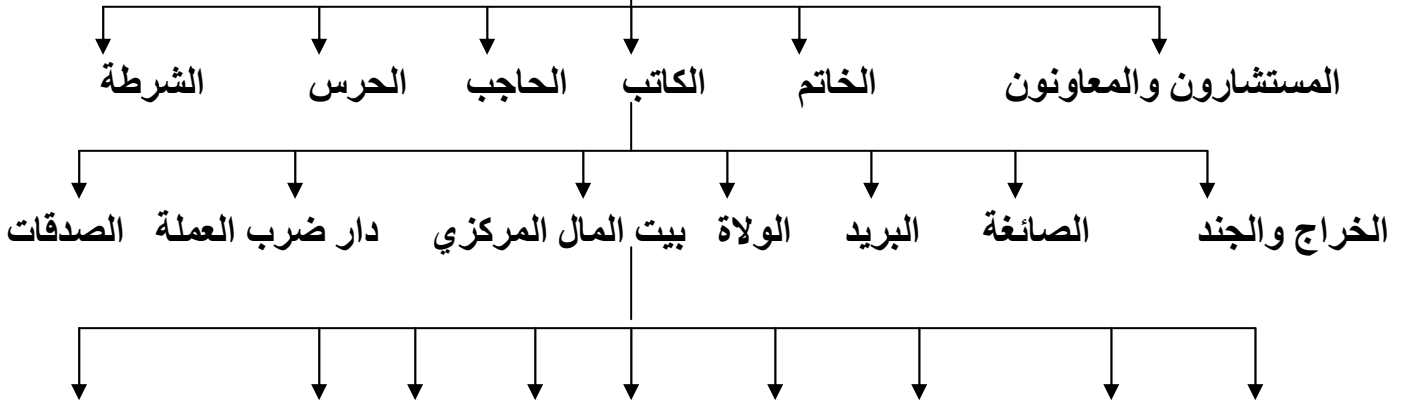 المستشارون والمعاونون الخاتم الكاتب الحاجب الحرس الشرطة
الخراج والجند الصائغة البريد الولاة بيت المال المركزي دار ضرب العملة الصدقات